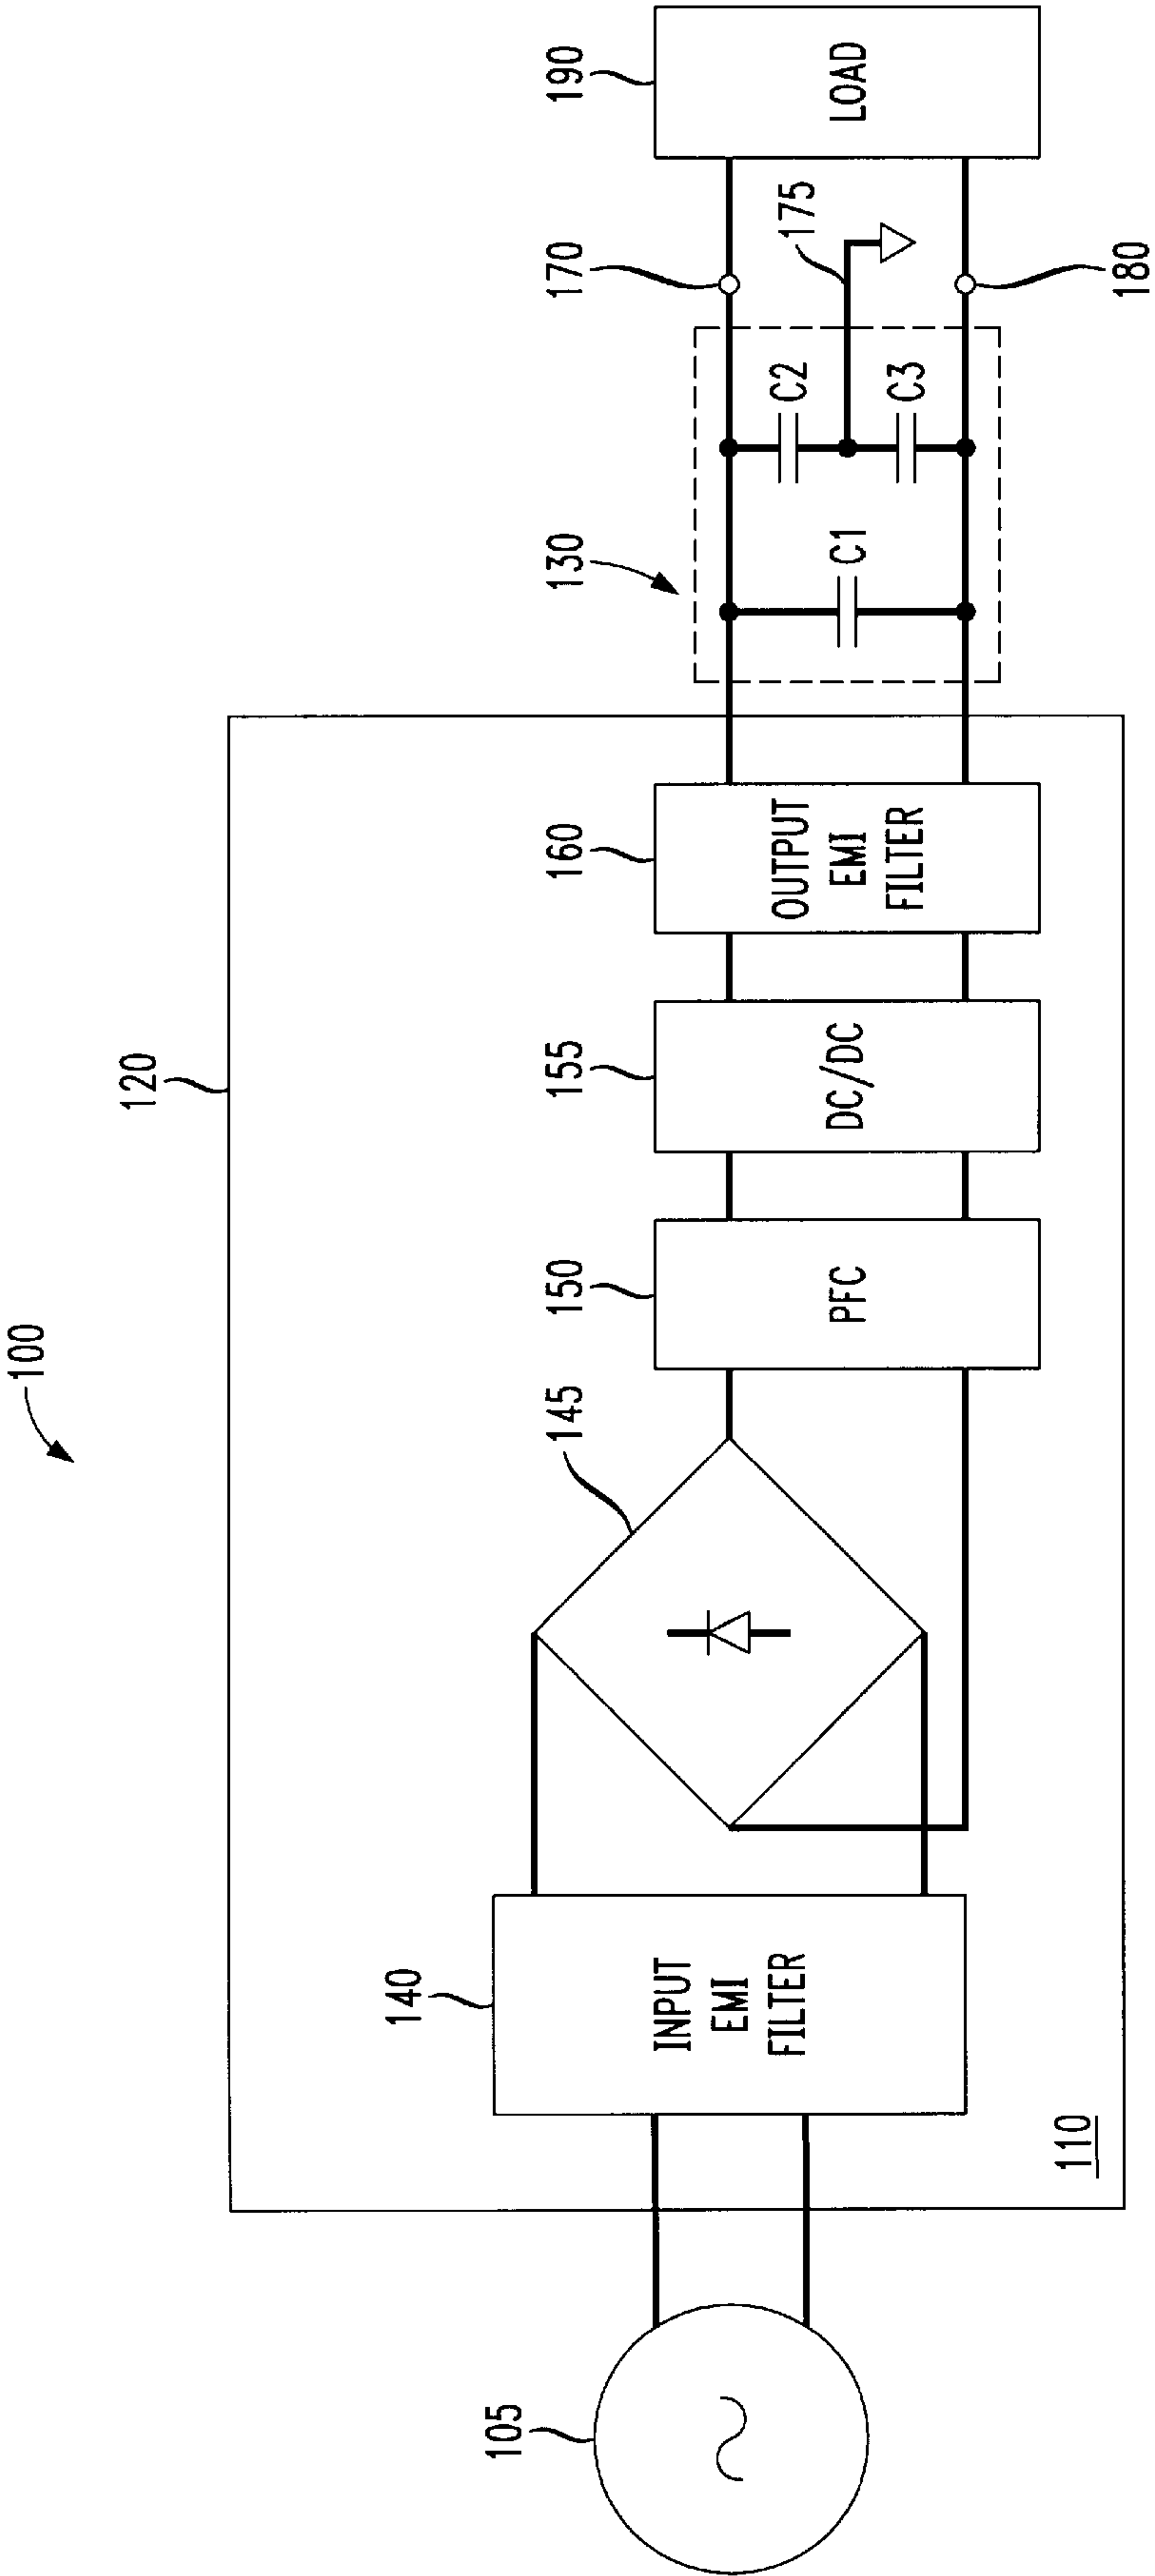 100
120
105
140
INPUT
EMI
FILTER
145
150
PFC
155
DC/DC
160
OUTPUT
EMI
FILTER
130
C1
C2
C3
170
175
180
190
LOAD
110